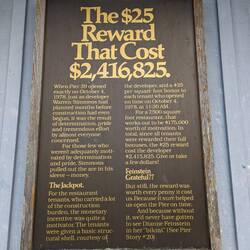 The $25
Reward
That Cost
$2,416,825.
When Pier 39 opened
exactly on October 4,
1978, just as developer
Warren Simmons had
planned months before
construction had even
begun, it was the result
of determination, pride
and tremendous effort
by almost everyone
concerned.
For those few who
weren't adequately moti-
vated by determination
and pride, Simmons
pulled out the ace in his
sleeve – money.
The Jackpot.
For the restaurant
tenants, who carried a lot
of the construction
burden, the monetary
incentive was quite a
motivator. The tenants
were given a basic struc-
tural shell, courtesy of
the developer, and a $25
per square foot bonus to
each tenant who opened
on time on October 4,
1978, at 11:30 AM.
For a 7,500 square
foot restaurant, that
works out to be $175,000
worth of motivation. In
total, since all tenants
were rewarded their full
bonuses, the $25 reward
cost the developer
$2,415,825. Give or take
a few dollars!
Feinstein
Grateful??
But still, the reward was
worth every penny it cost
us. Because it sure helped
us open the Pier on time.
And because without
it, we'd never have gotten
to see Dianne Feinstein
in her "bikini." (See Pier
Story #20)